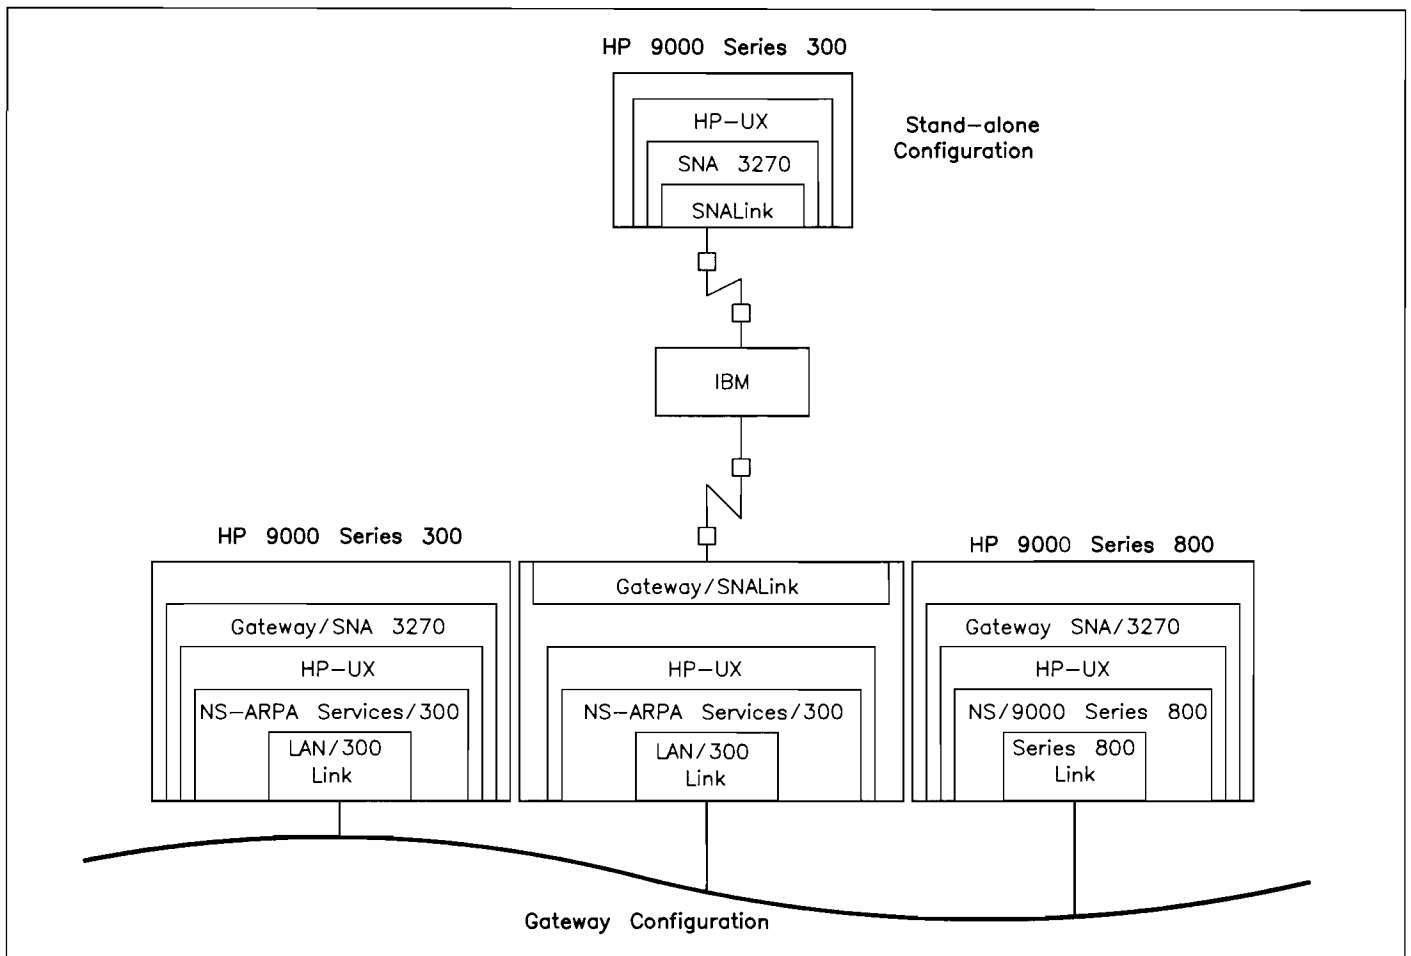 HP 9000 Series 300
HP-UX
SNA 3270
SNALink
Stand-alone
Configuration
IBM
HP 9000 Series 300
Gateway/SNA 3270
HP-UX
NS-ARPA Services/300
LAN/300
Link
Gateway/SNALink
HP-UX
NS-ARPA Services/300
LAN/300
Link
HP 9000 Series 800
Gateway SNA/3270
HP-UX
NS/9000 Series 800
Series 800
Link
Gateway Configuration